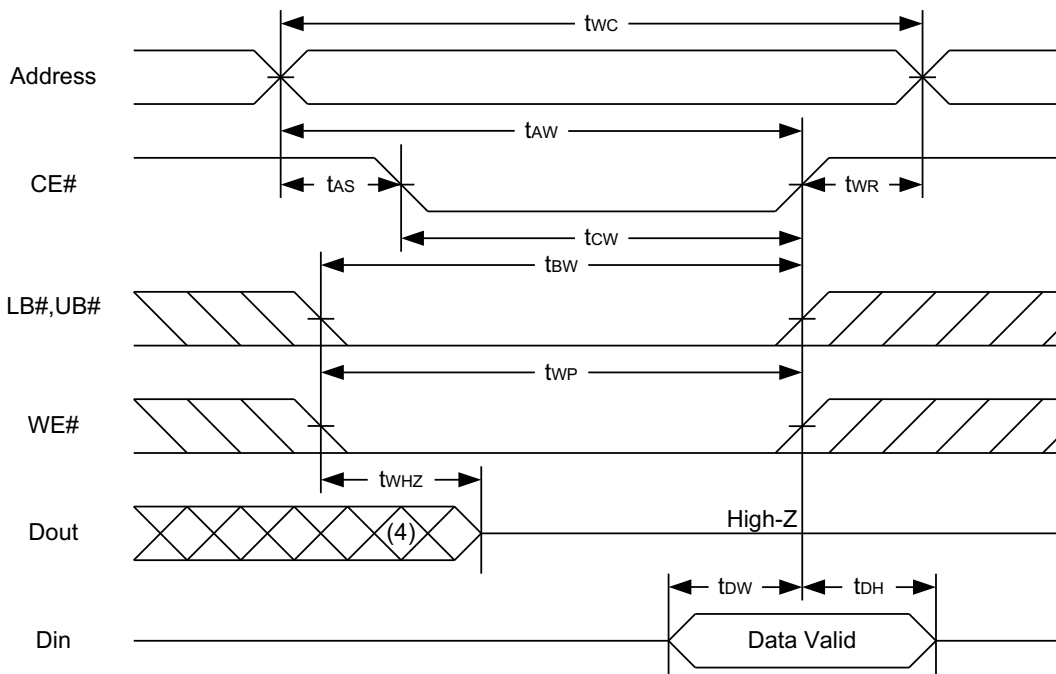 tWC
Address
tAW
CE#
tAS
tWR
tCW
tBW
LB#,UB#
tWP
WE#
tWHZ
Dout
(4)
High-Z
tDW
tDH
Din
Data Valid